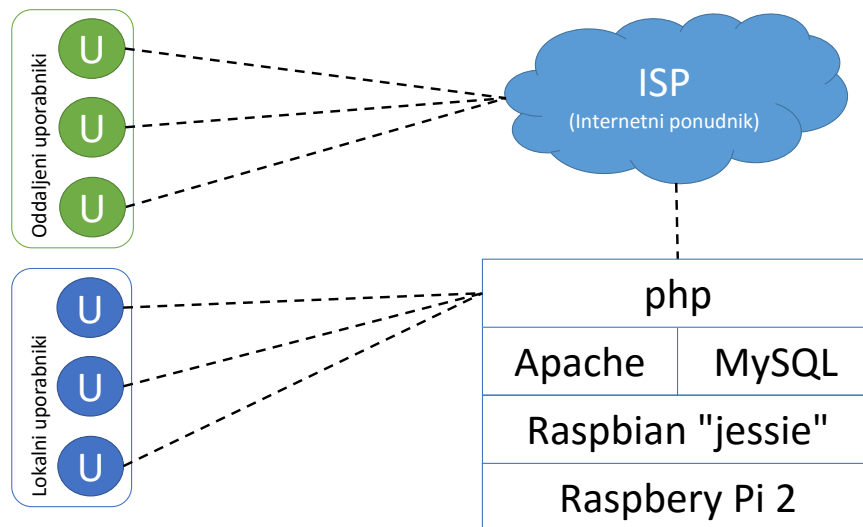 Oddaljeni uporabniki
U
U
U
ISP
(Internetni ponudnik)
Lokalni uporabniki
U
U
U
php
Apache
MySQL
Raspbian "jessie"
Raspbery Pi 2